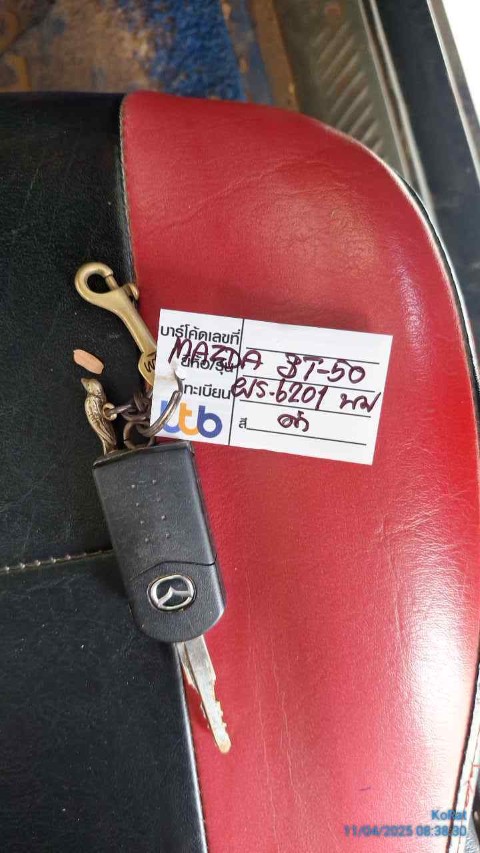 บาร์โค้ดเลขที่
ยี่ห้อ/รุ่น MAZDA BT-50
ทะเบียน ผร-6201 นม
สี ดำ
ttb
Korat
11/04/2025 08:38:30